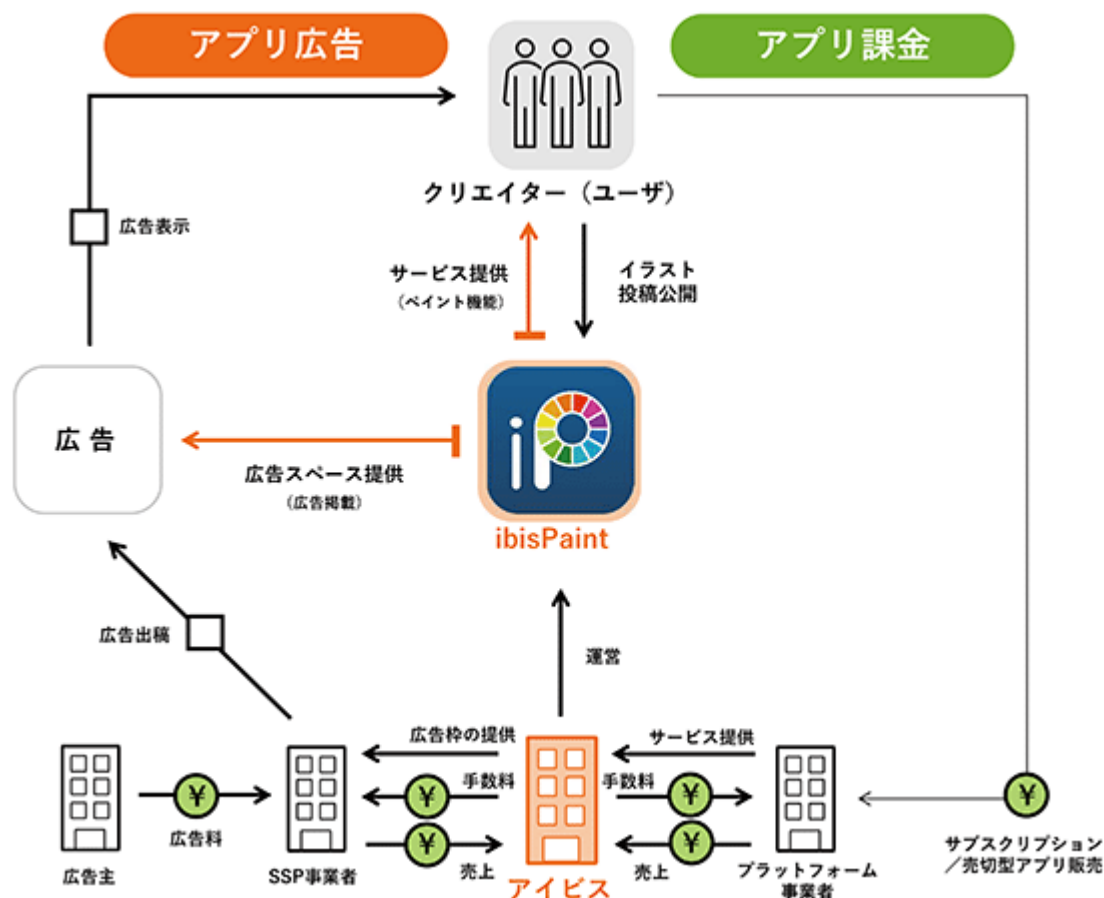 アプリ広告
アプリ課金
クリエイター（ユーザ）
広告表示
サービス提供
（ペイント機能）
イラスト
投稿公開
広告
iP
広告スペース提供
（広告掲載）
ibisPaint
広告出稿
運営
広告枠の提供
サービス提供
手数料
手数料
¥
¥
¥
¥
¥
¥
広告料
売上
売上
サブスクリプション
／売切型アプリ販売
広告主
SSP事業者
アイビス
プラットフォーム
事業者